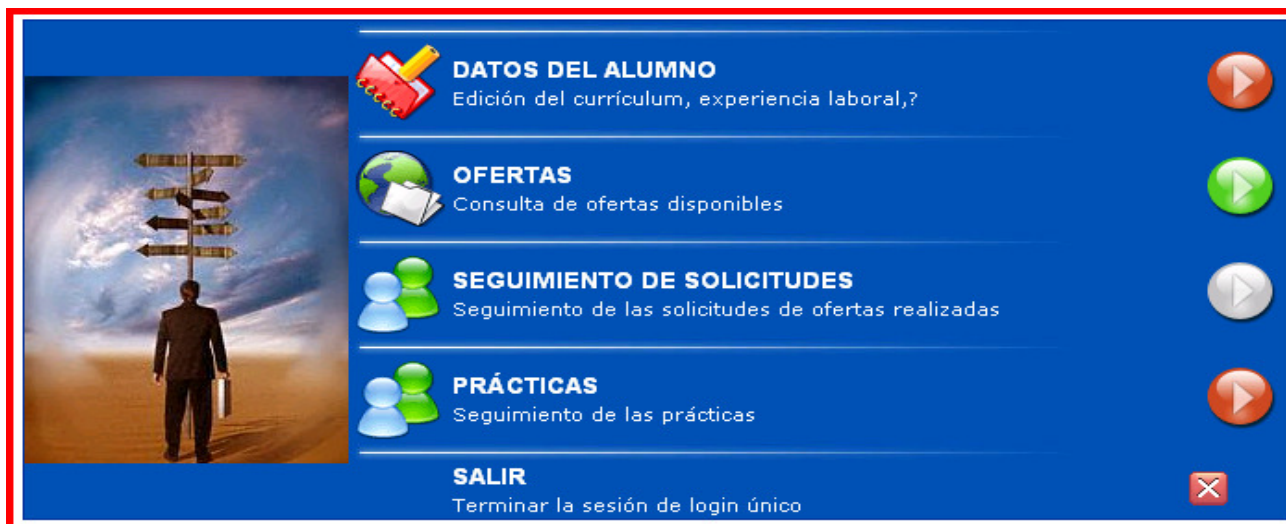 DATOS DEL ALUMNO
Edición del currículum, experiencia laboral,?
OFERTAS
Consulta de ofertas disponibles
SEGUIMIENTO DE SOLICITUDES
Seguimiento de las solicitudes de ofertas realizadas
PRÁCTICAS
Seguimiento de las prácticas
SALIR
Terminar la sesión de login único